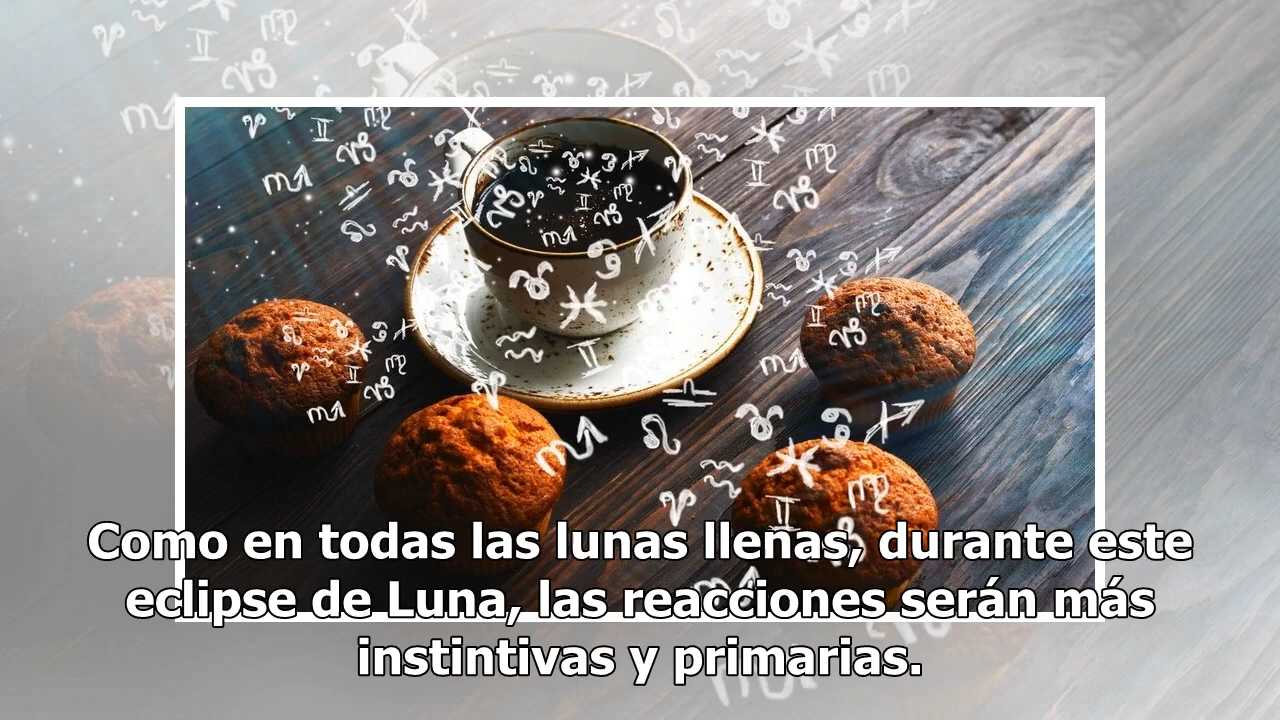 Como en todas las lunas llenas, durante este
eclipse de Luna, las reacciones serán más
instintivas y primarias.